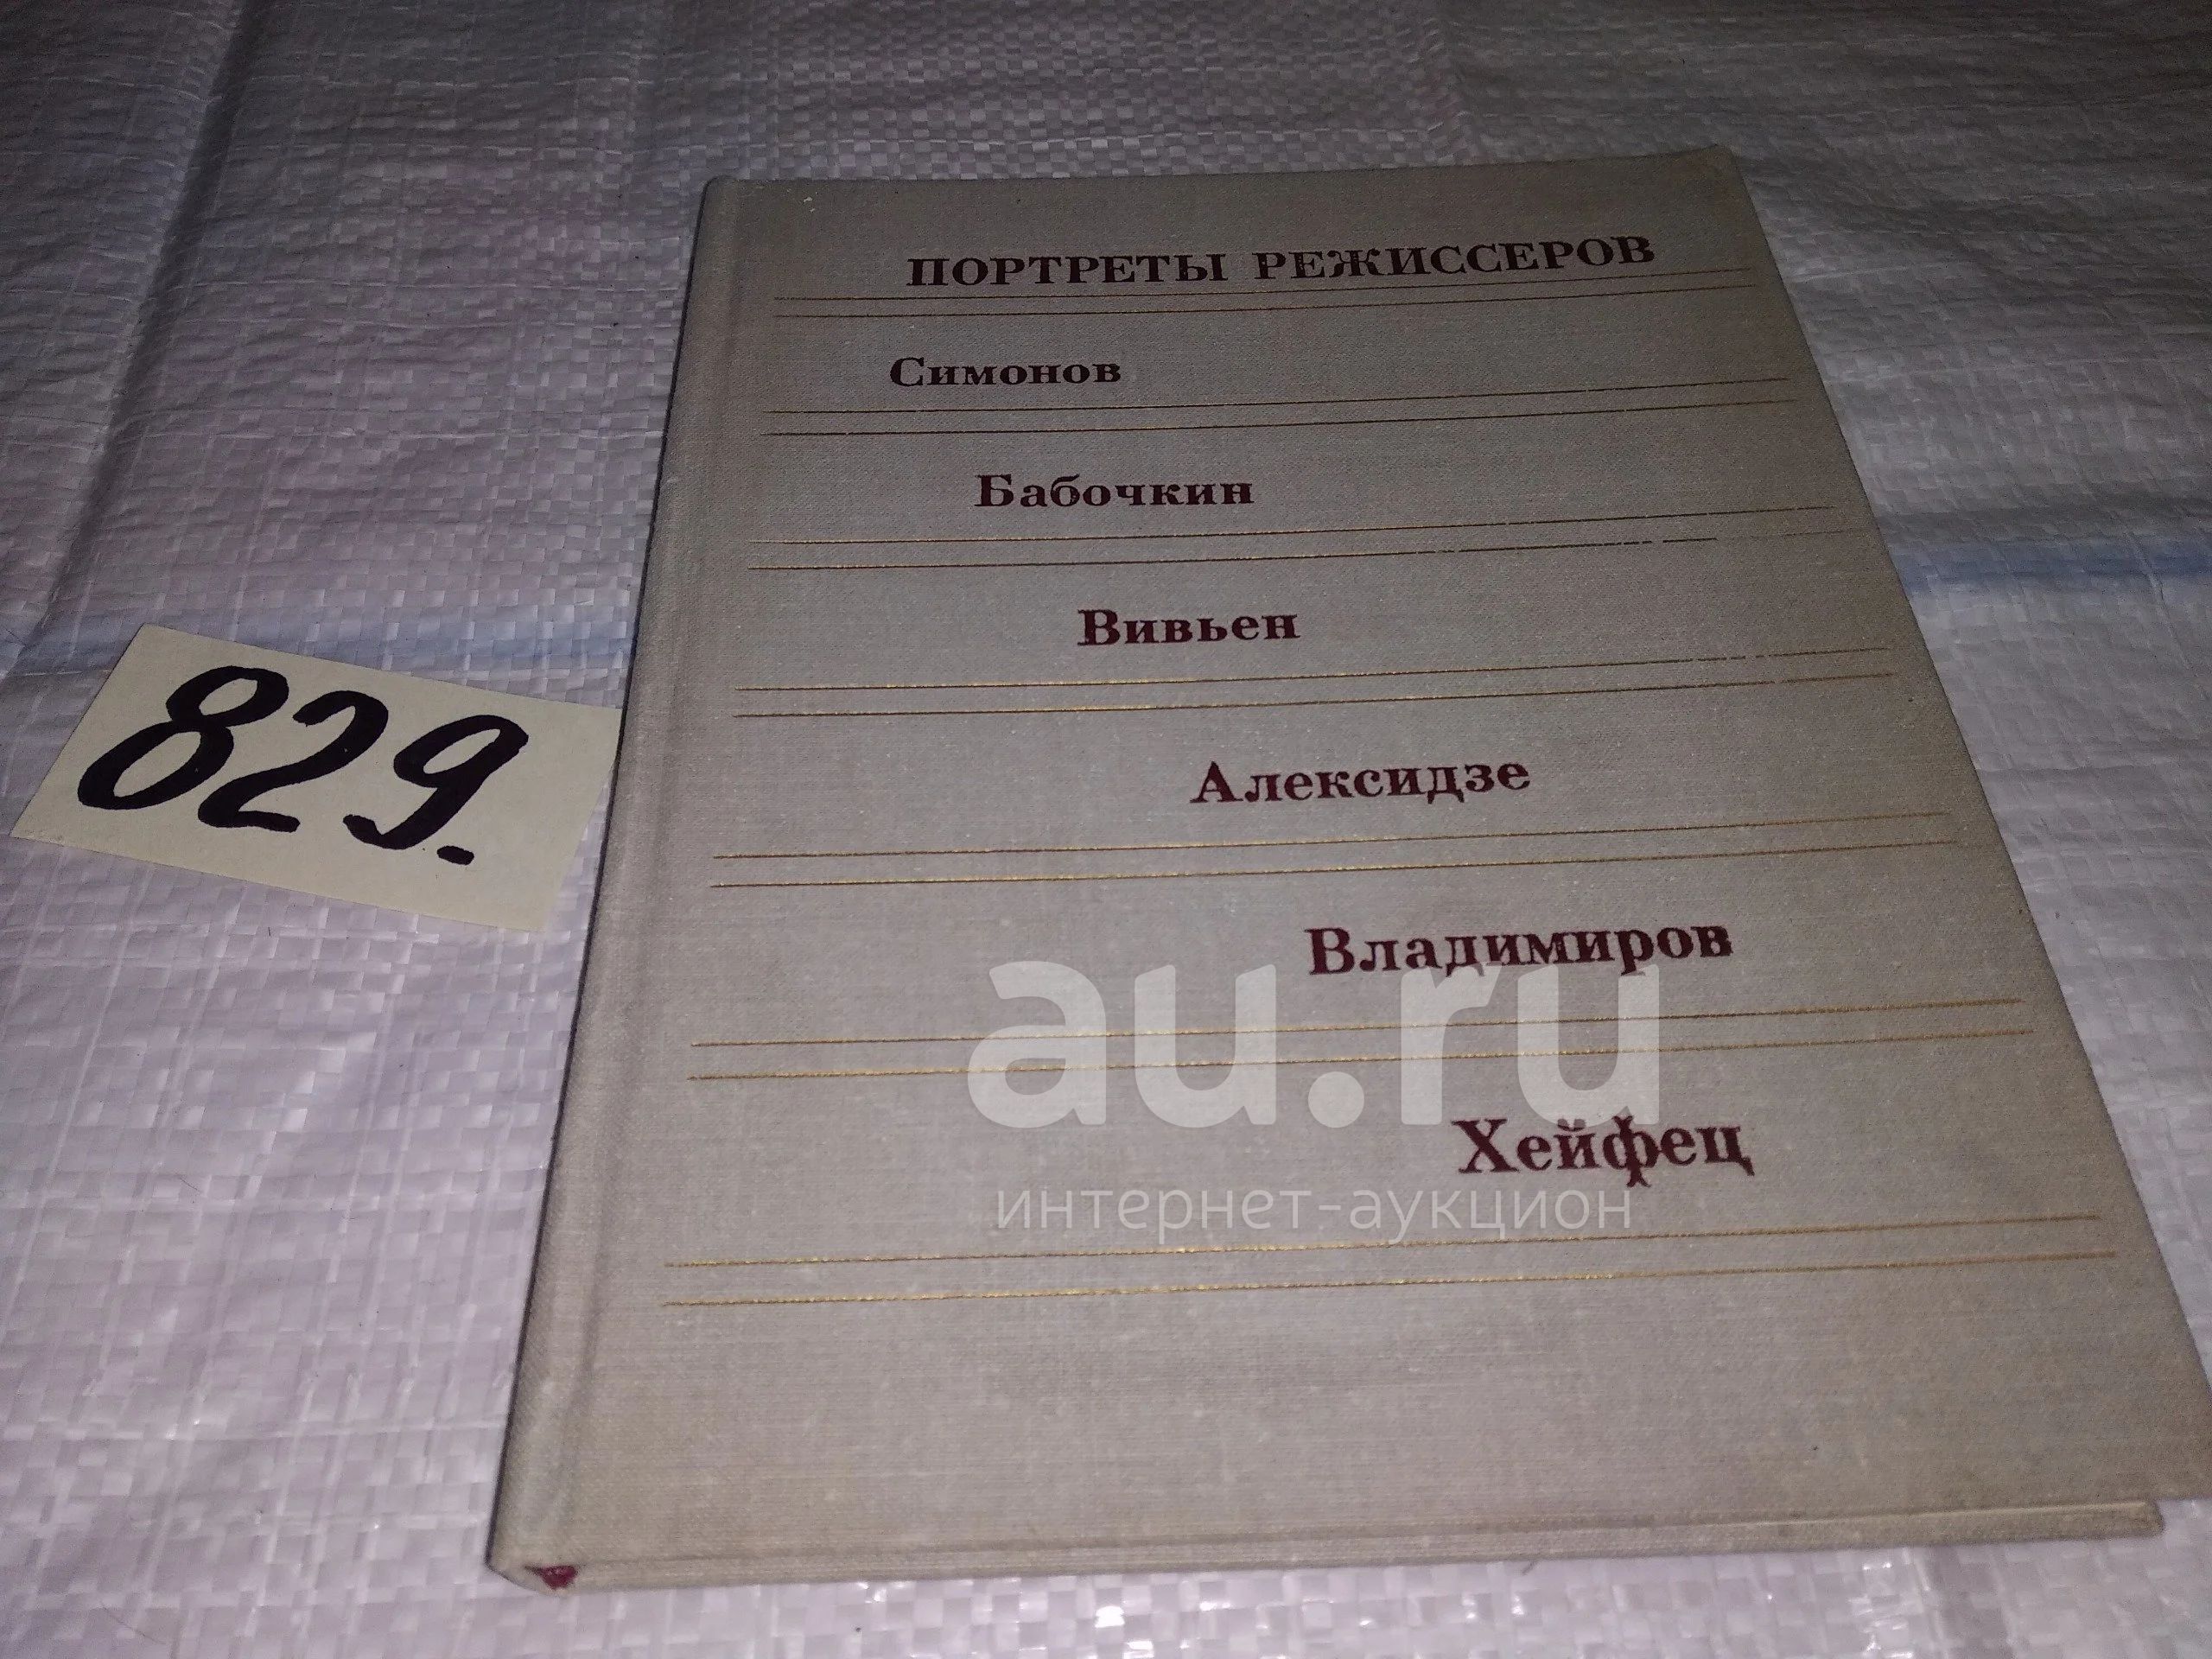 ПОРТРЕТЫ РЕЖИССЕРОВ
Симонов
Бабочкин
Вивьен
Алексидзе
Владимиров
Хейфец
829.
au.ru
интернет-аукцион